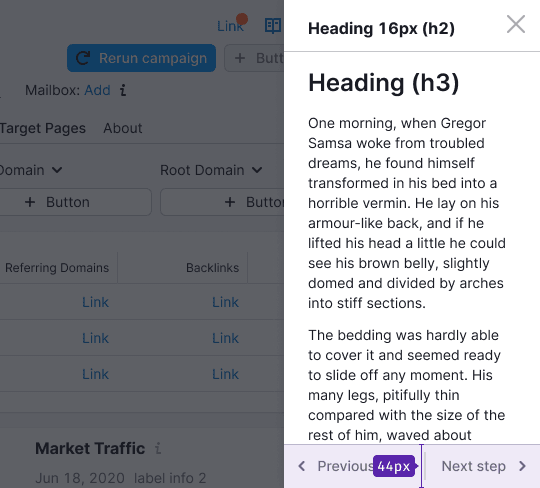 Link
Heading 16px (h2)
Rerun campaign
+ Butt
Mailbox: Add
Heading (h3)
Target Pages About
One morning, when Gregor
Samsa woke from troubled
dreams, he found himself
transformed in his bed into a
horrible vermin. He lay on his
armour-like back, and if he
lifted his head a little he could
see his brown belly, slightly
domed and divided by arches
into stiff sections.
Domain Root Domain
+ Button + Butto
Referring Domains Backlinks
Link Link
Link Link
Link Link
The bedding was hardly able
to cover it and seemed ready
to slide off any moment. His
many legs, pitifully thin
compared with the size of the
rest of him, waved about
Market Traffic
Jun 18, 2020 label info 2
Previous 44px Next step